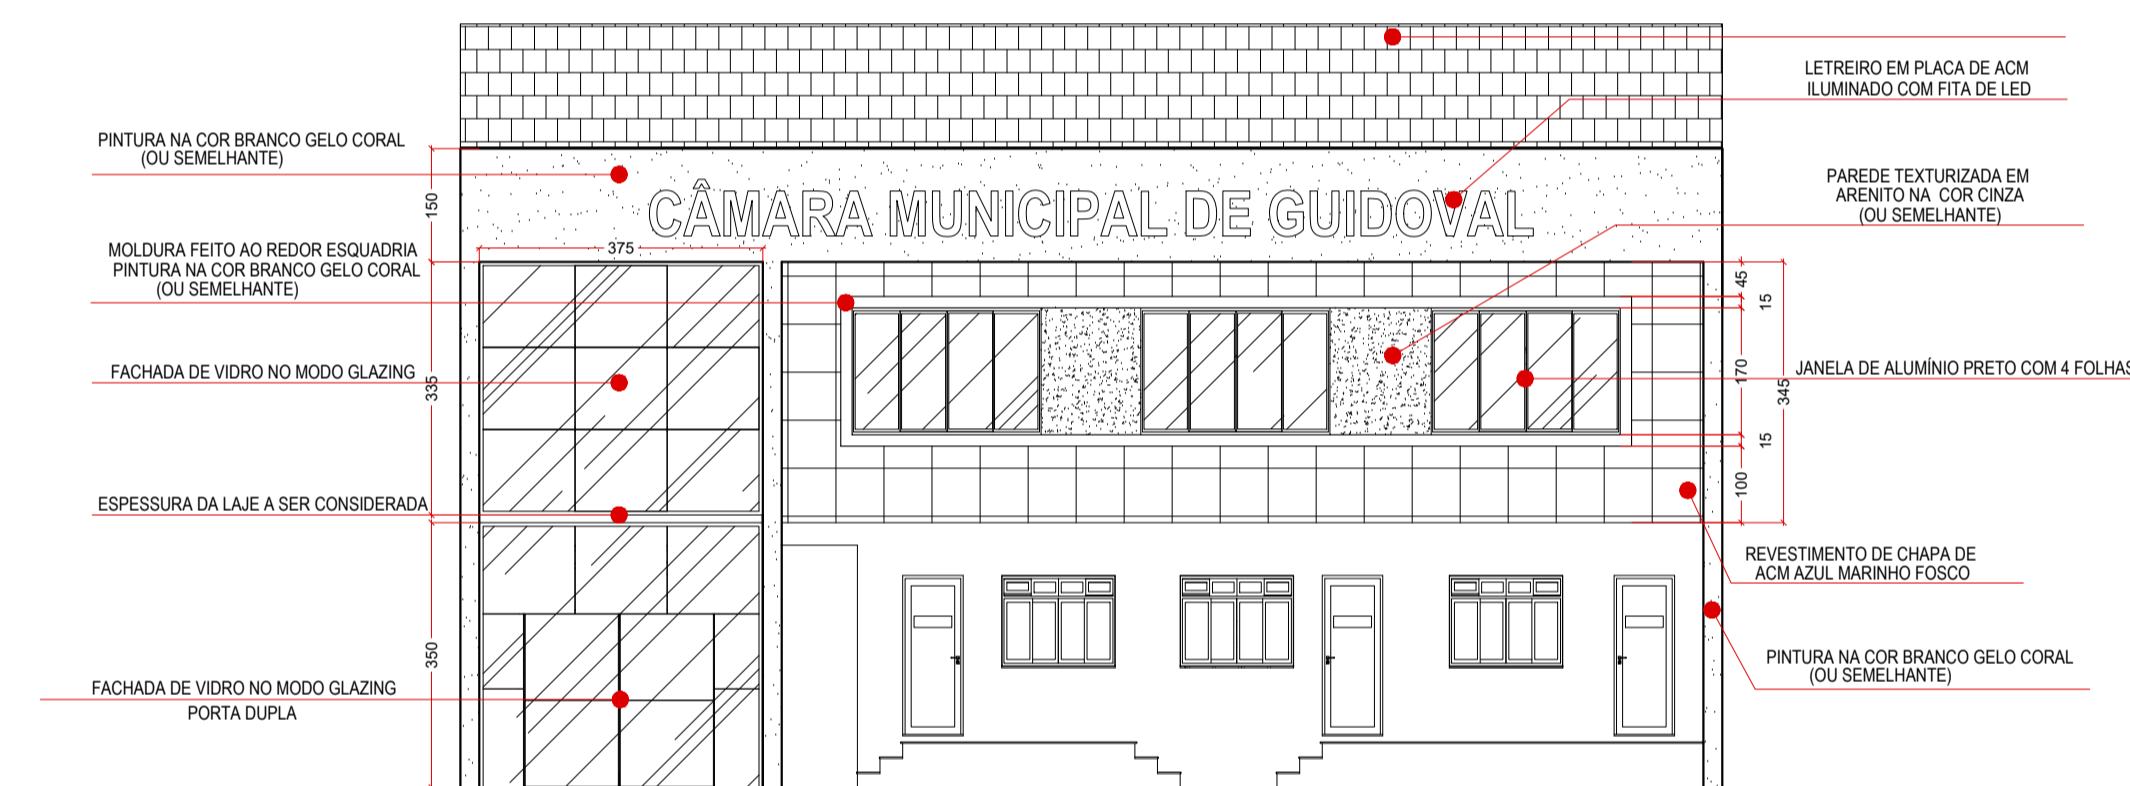 LETREIRO EM PLACA DE ACM
ILUMINADO COM FITA DE LED
PINTURA NA COR BRANCO GELO CORAL
(OU SEMELHANTE)
PAREDE TEXTURIZADA EM
ARENITO NA COR CINZA
(OU SEMELHANTE)
150
CÂMARA MUNICIPAL DE GUIDOVAL
MOLDURA FEITO AO REDOR ESQUADRIA
PINTURA NA COR BRANCO GELO CORAL
(OU SEMELHANTE)
375
45
15
FACHADA DE VIDRO NO MODO GLAZING
335
170
345
JANELA DE ALUMÍNIO PRETO COM 4 FOLHAS
15
100
ESPESSURA DA LAJE A SER CONSIDERADA
REVESTIMENTO DE CHAPA DE
ACM AZUL MARINHO FOSCO
350
PINTURA NA COR BRANCO GELO CORAL
(OU SEMELHANTE)
FACHADA DE VIDRO NO MODO GLAZING
PORTA DUPLA